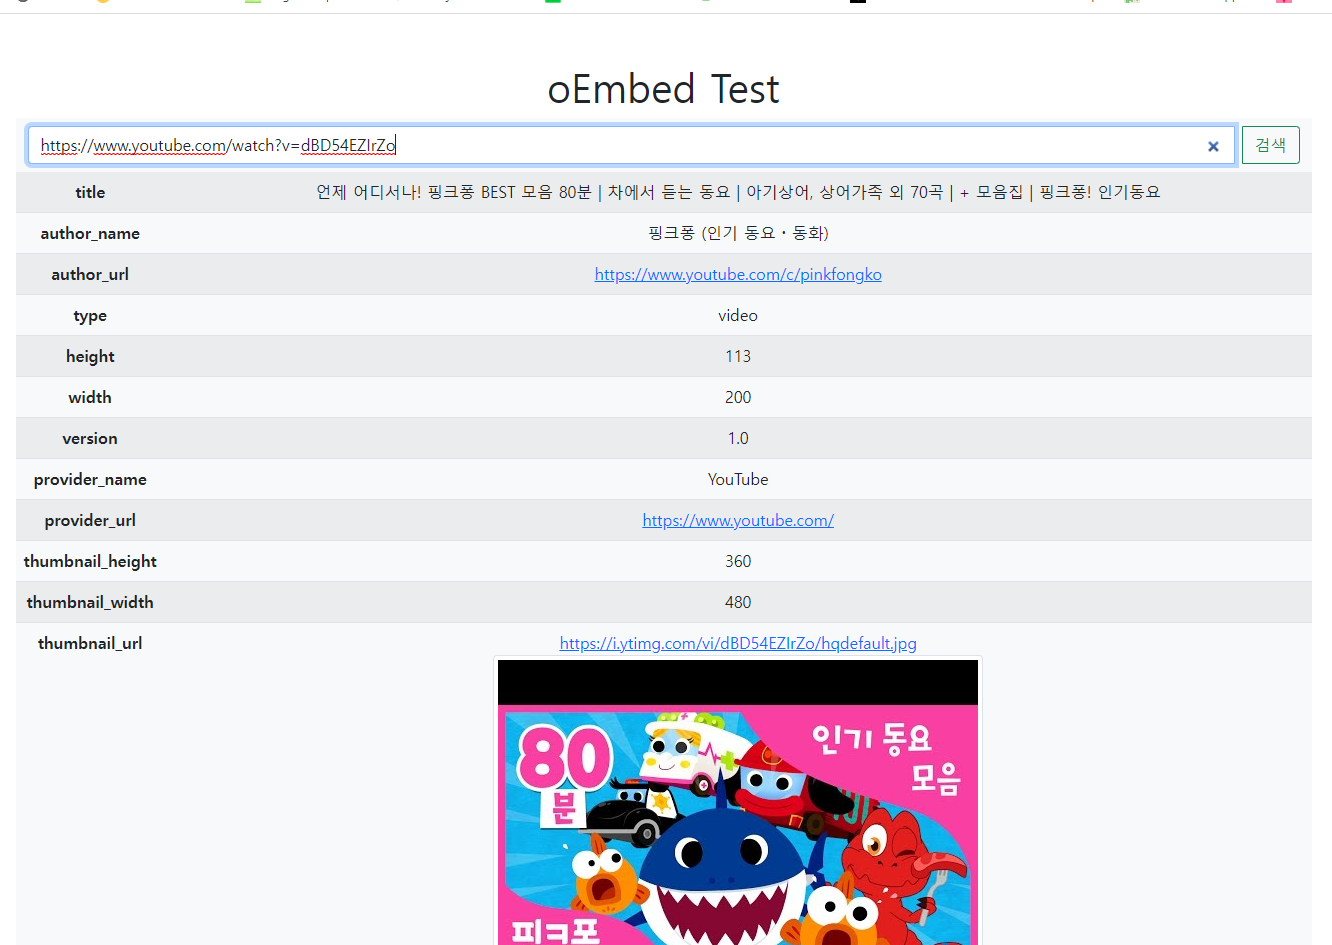 oEmbed Test
https://www.youtube.com/watch?v=dBD54EZIrZo
검색
title 언제 어디서나! 핑크퐁 BEST 모음 80분 | 차에서 듣는 동요 | 아기상어, 상어가족 외 70곡 | + 모음집 | 핑크퐁! 인기동요
author_name 핑크퐁 (인기 동요・동화)
author_url https://www.youtube.com/c/pinkfongko
type video
height 113
width 200
version 1.0
provider_name YouTube
provider_url https://www.youtube.com/
thumbnail_height 360
thumbnail_width 480
thumbnail_url https://i.ytimg.com/vi/dBD54EZIrZo/hqdefault.jpg
80
분
인기 동요
모음
핑크퐁